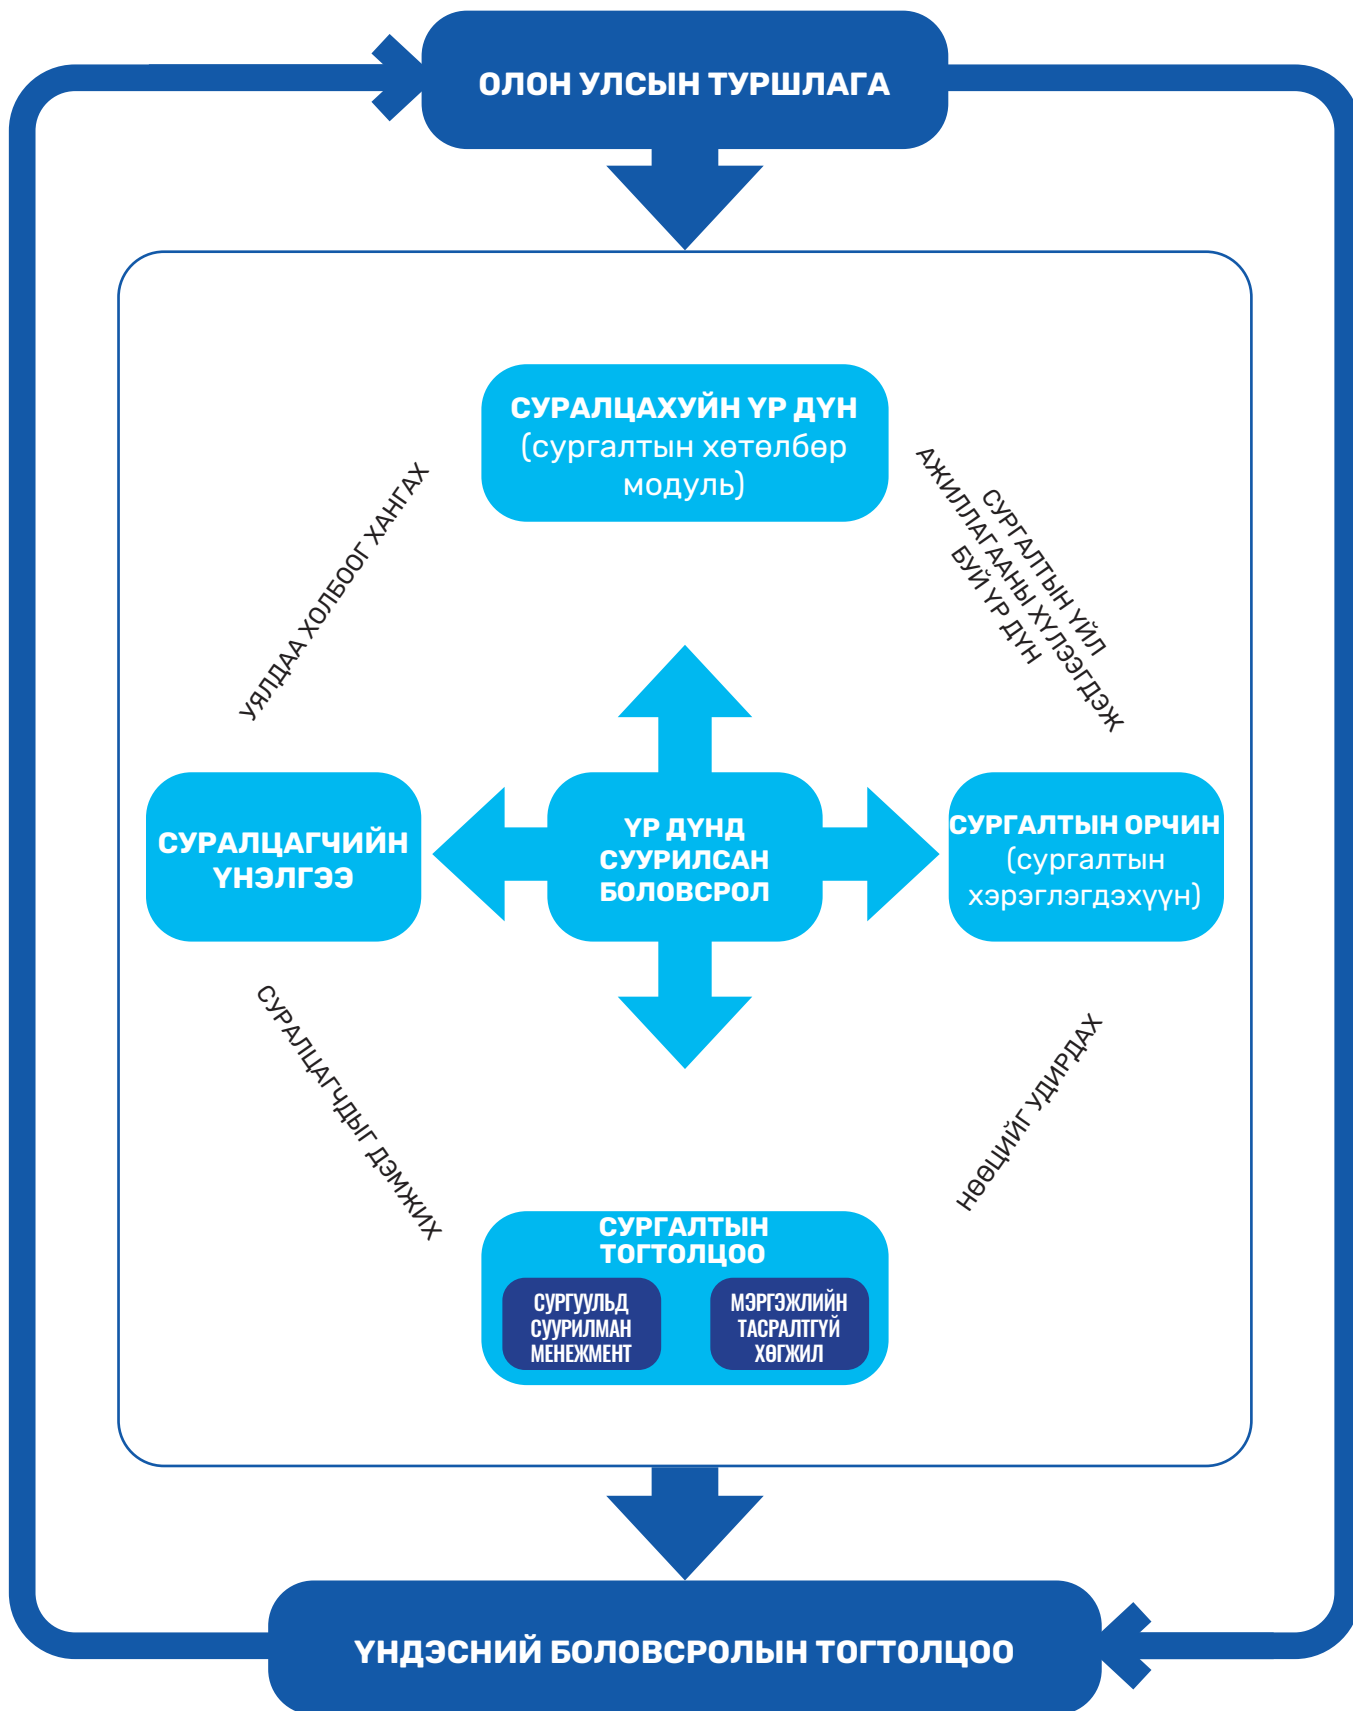 ОЛОН УЛСЫН ТУРШЛАГА
СУРАЛЦАХУЙН ҮР ДҮН
(сургалтын хөтөлбөр
модуль)
УЯЛДАА ХОЛБООГ ХАНГАХ
СУРГАЛТЫН ҮЙЛ
АЖИЛЛАГААНЫ ХҮЛЭЭГДЭЖ
БУЙ ҮР ДҮН
СУРАЛЦАГЧИЙН
ҮНЭЛГЭЭ
ҮР ДҮНД
СУУРИЛСАН
БОЛОВСРОЛ
СУРГАЛТЫН ОРЧИН
(сургалтын
хэрэглэгдэхүүн)
СУРАЛЦАГЧДЫГ ДЭМЖИХ
НӨӨЦИЙГ УДИРДАХ
СУРГАЛТЫН
ТОГТОЛЦОО
СУРГУУЛЬД
СУУРИЛМАН
МЕНЕЖМЕНТ
МЭРГЭЖЛИЙН
ТАСРАЛТГҮЙ
ХӨГЖИЛ
ҮНДЭСНИЙ БОЛОВСРОЛЫН ТОГТОЛЦОО